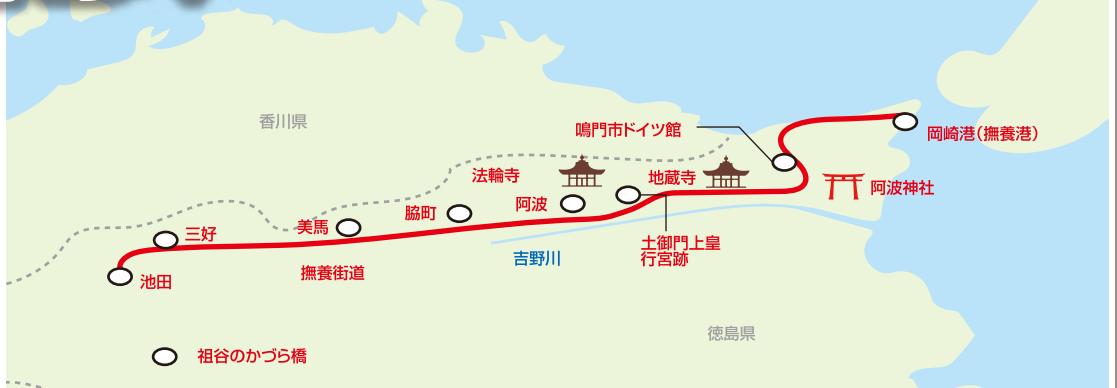 香川県
鳴門市ドイツ館
岡崎港(撫養港)
法輪寺
地蔵寺
阿波神社
脇町
阿波
三好
美馬
土御門上皇
行宮跡
吉野川
池田
撫養街道
徳島県
祖谷のかづら橋